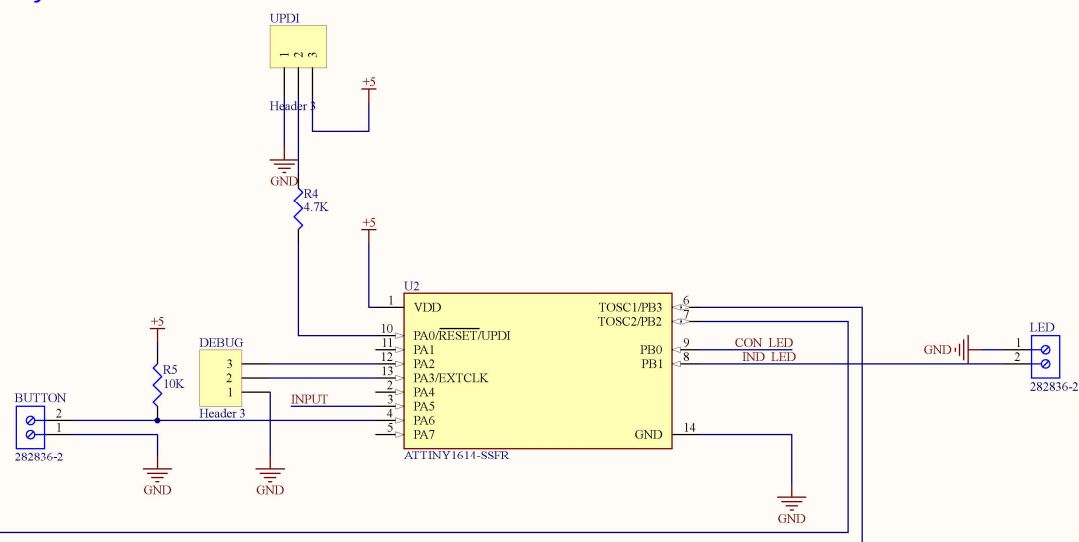 UPDI
1 2 3
+5
Header 3
GND
R4
4.7K
+5
U2
1 VDD
TOSC1/PB3 6
TOSC2/PB2 7
10 PA0/RESET/UPDI
11 PA1
PB0 9 CON_LED
12 PA2
PB1 8 IND_LED
13 PA3/EXTCLK
2 PA4
3 PA5
INPUT
4 PA6
5 PA7
GND 14
ATTINY1614-SSFR
GND
+5
R5
10K
DEBUG
3
2
1
Header 3
GND
BUTTON
2
1
282836-2
GND
LED
GND 1
2
282836-2